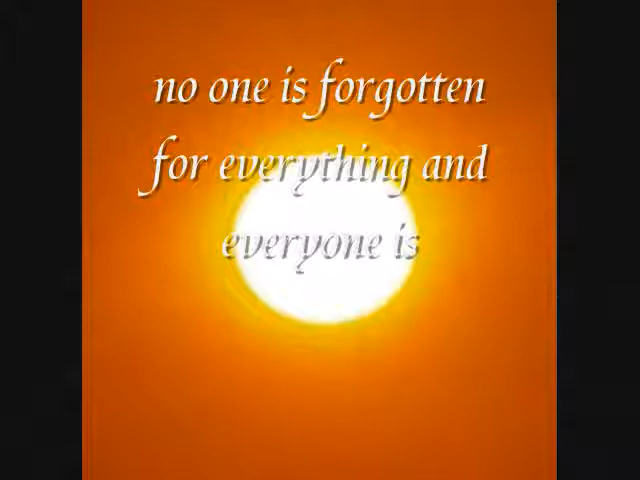 no one is forgotten
for everything and
everyone is